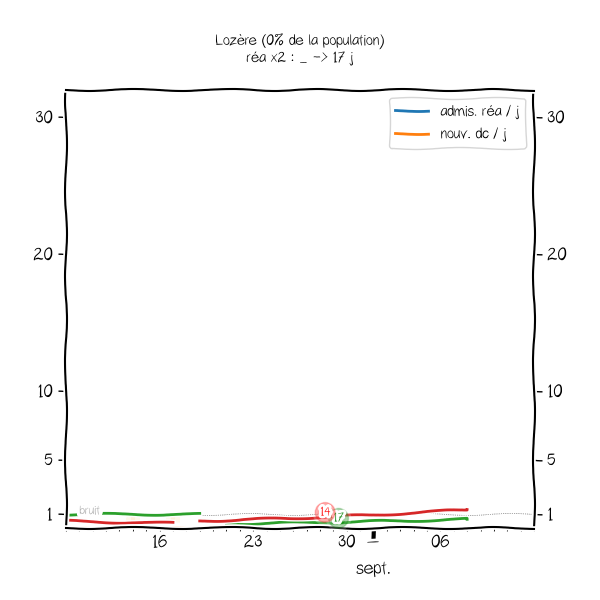 Lozère (0% de la population)
réa x2 : _ -> 17 j
admis. réa / j
nouv. dc / j
30 30
20 20
10 10
5 5
1 1
bruit
14
17
16 23 30 06
sept.